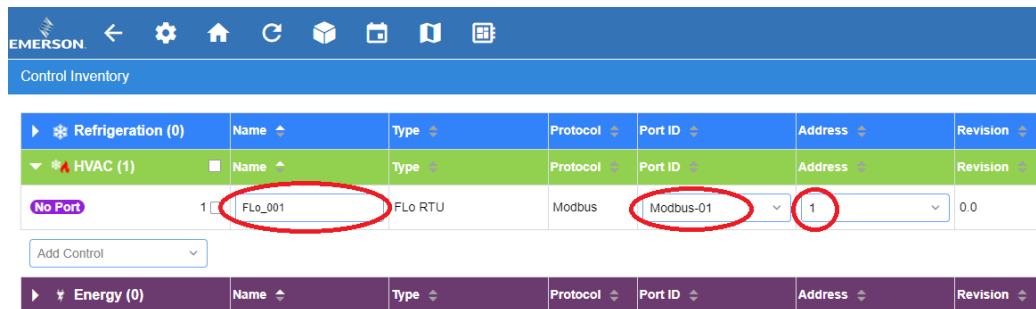 EMERSON.
Control Inventory
Refrigeration (0) Name Type Protocol Port ID Address Revision
HVAC (1) Name Type Protocol Port ID Address Revision
No Port 1 FLo_001 FLo RTU Modbus Modbus-01 1 0.0
Add Control
Energy (0) Name Type Protocol Port ID Address Revision